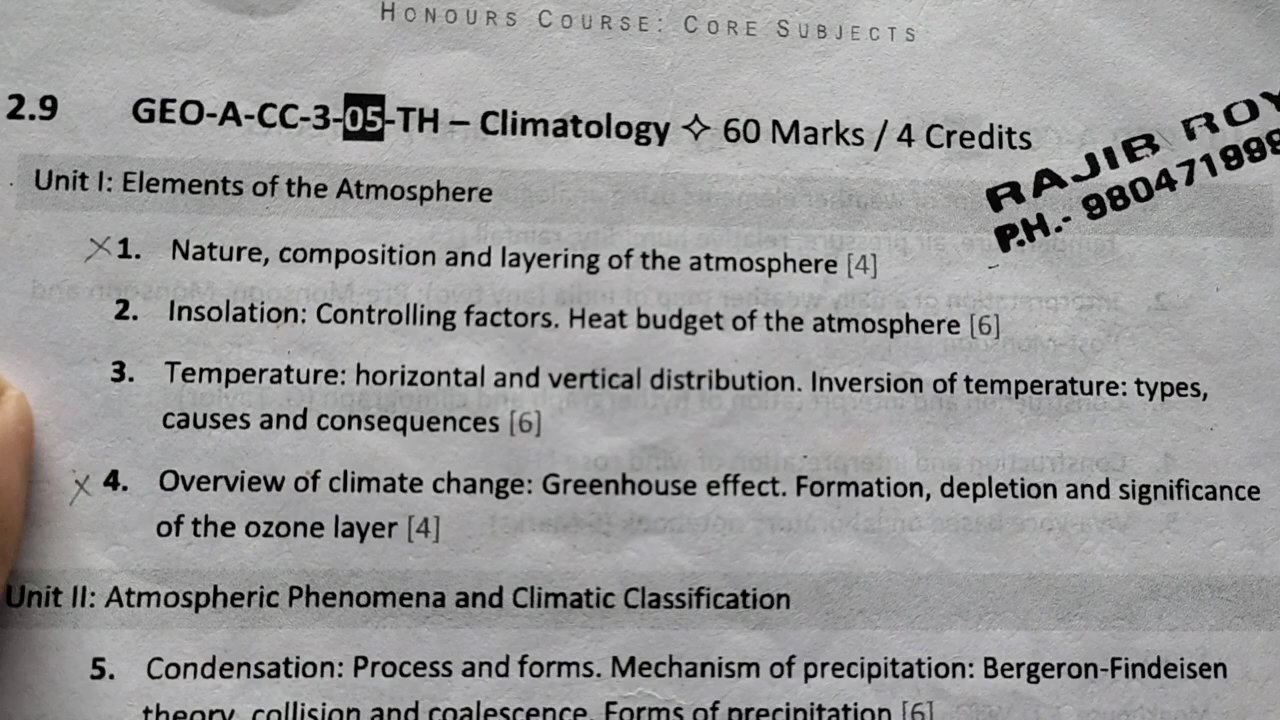 HONOURS COURSE: CORE SUBJECTS
2.9 GEO-A-CC-3-05-TH – Climatology ✧ 60 Marks / 4 Credits
RAJIB ROY
P.H.- 980471999
Unit I: Elements of the Atmosphere
1. Nature, composition and layering of the atmosphere [4]
2. Insolation: Controlling factors. Heat budget of the atmosphere [6]
3. Temperature: horizontal and vertical distribution. Inversion of temperature: types,
causes and consequences [6]
4. Overview of climate change: Greenhouse effect. Formation, depletion and significance
of the ozone layer [4]
Unit II: Atmospheric Phenomena and Climatic Classification
5. Condensation: Process and forms. Mechanism of precipitation: Bergeron-Findeisen
theory, collision and coalescence. Forms of precipitation [6]